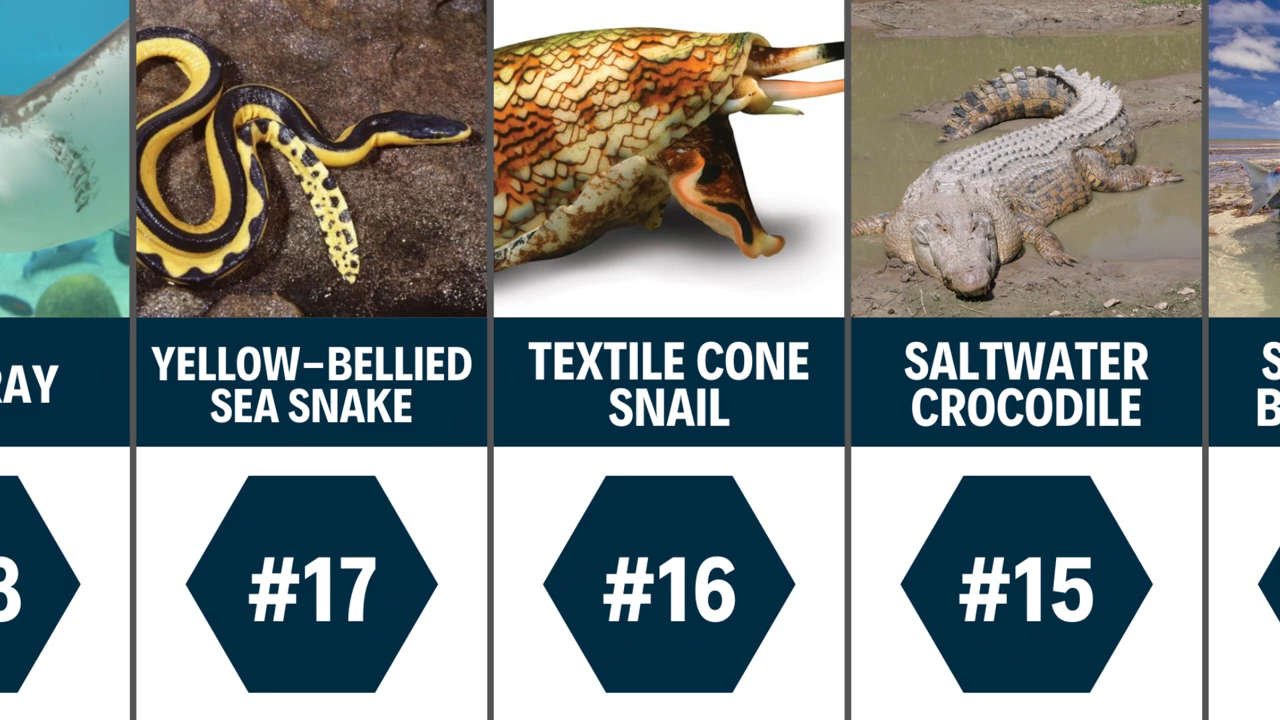 RAY
YELLOW–BELLIED
SEA SNAKE
#17
TEXTILE CONE
SNAIL
#16
SALTWATER
CROCODILE
#15